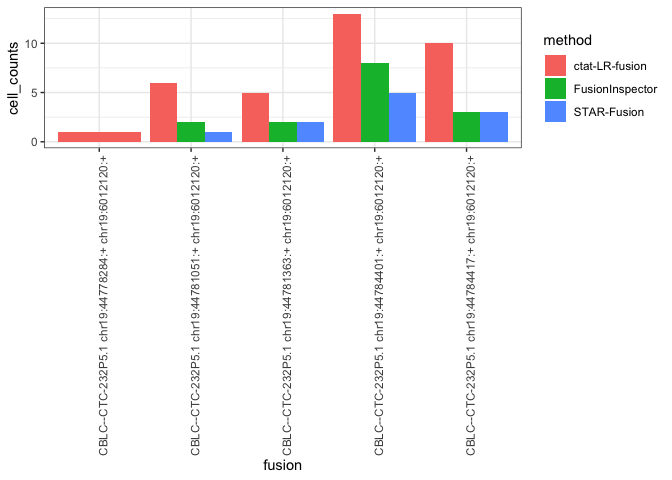 cell_counts
10
5
0
CBLC--CTC-232P5.1 chr19:44778284:+ chr19:6012120:+
CBLC--CTC-232P5.1 chr19:44781051:+ chr19:6012120:+
CBLC--CTC-232P5.1 chr19:44781363:+ chr19:6012120:+
CBLC--CTC-232P5.1 chr19:44784401:+ chr19:6012120:+
CBLC--CTC-232P5.1 chr19:44784417:+ chr19:6012120:+
fusion
method
ctat-LR-fusion
FusionInspector
STAR-Fusion